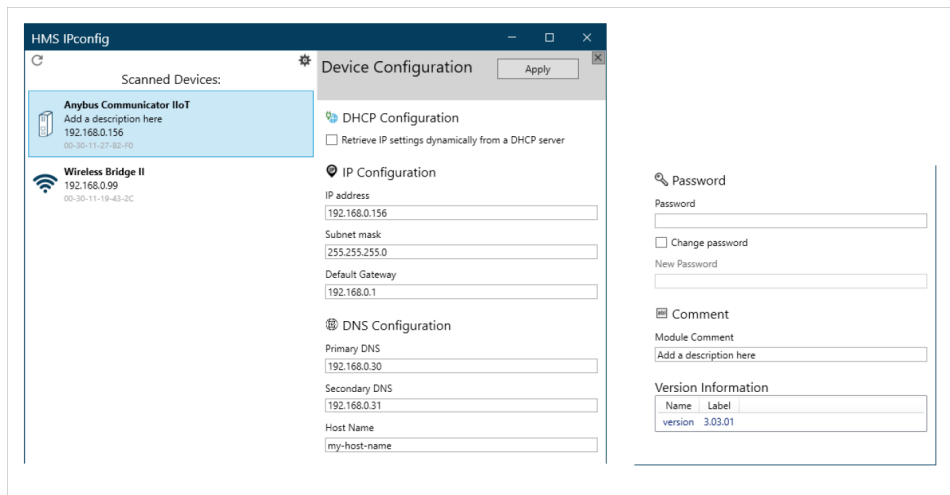 HMS IPconfig
Scanned Devices:
Anybus Communicator IIoT
Add a description here
192.168.0.156
00-30-11-27-82-F0
Wireless Bridge II
192.168.0.99
00-30-11-19-43-2C
Device Configuration
Apply
DHCP Configuration
Retrieve IP settings dynamically from a DHCP server
IP Configuration
IP address
192.168.0.156
Subnet mask
255.255.255.0
Default Gateway
192.168.0.1
DNS Configuration
Primary DNS
192.168.0.30
Secondary DNS
192.168.0.31
Host Name
my-host-name
Password
Password
Change password
New Password
Comment
Module Comment
Add a description here
Version Information
Name Label
version 3.03.01